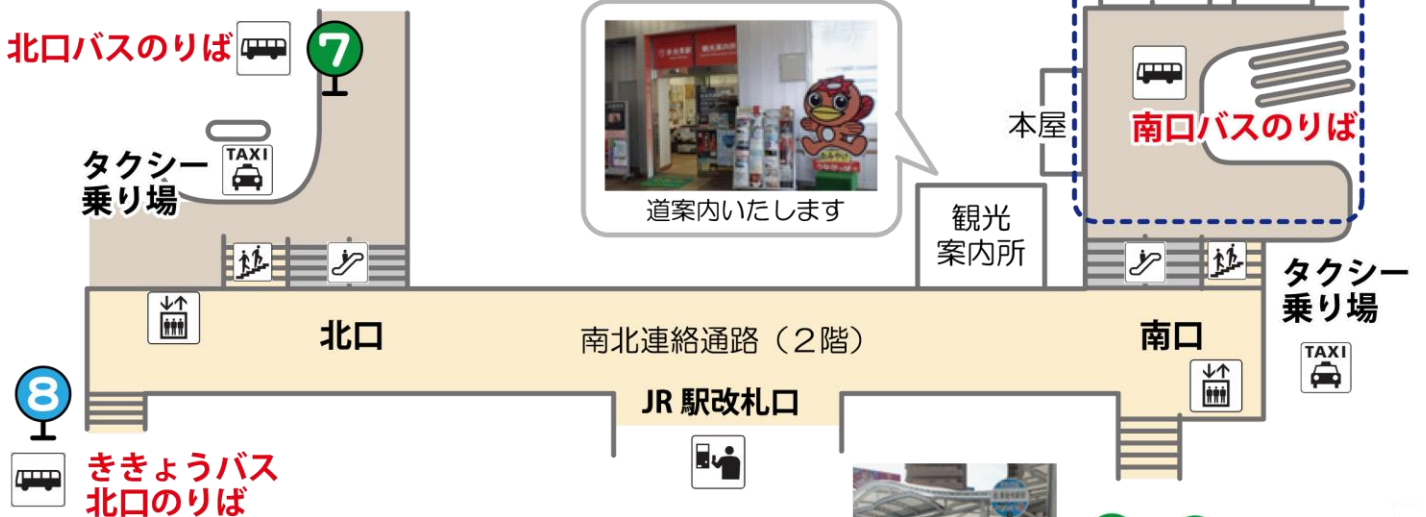 北口バスのりば
7
タクシー
乗り場
TAXI
道案内いたします
観光
案内所
本屋
南口バスのりば
タクシー
乗り場
TAXI
北口
南北連絡通路（２階）
南口
JR 駅改札口
8
ききょうバス
北口のりば